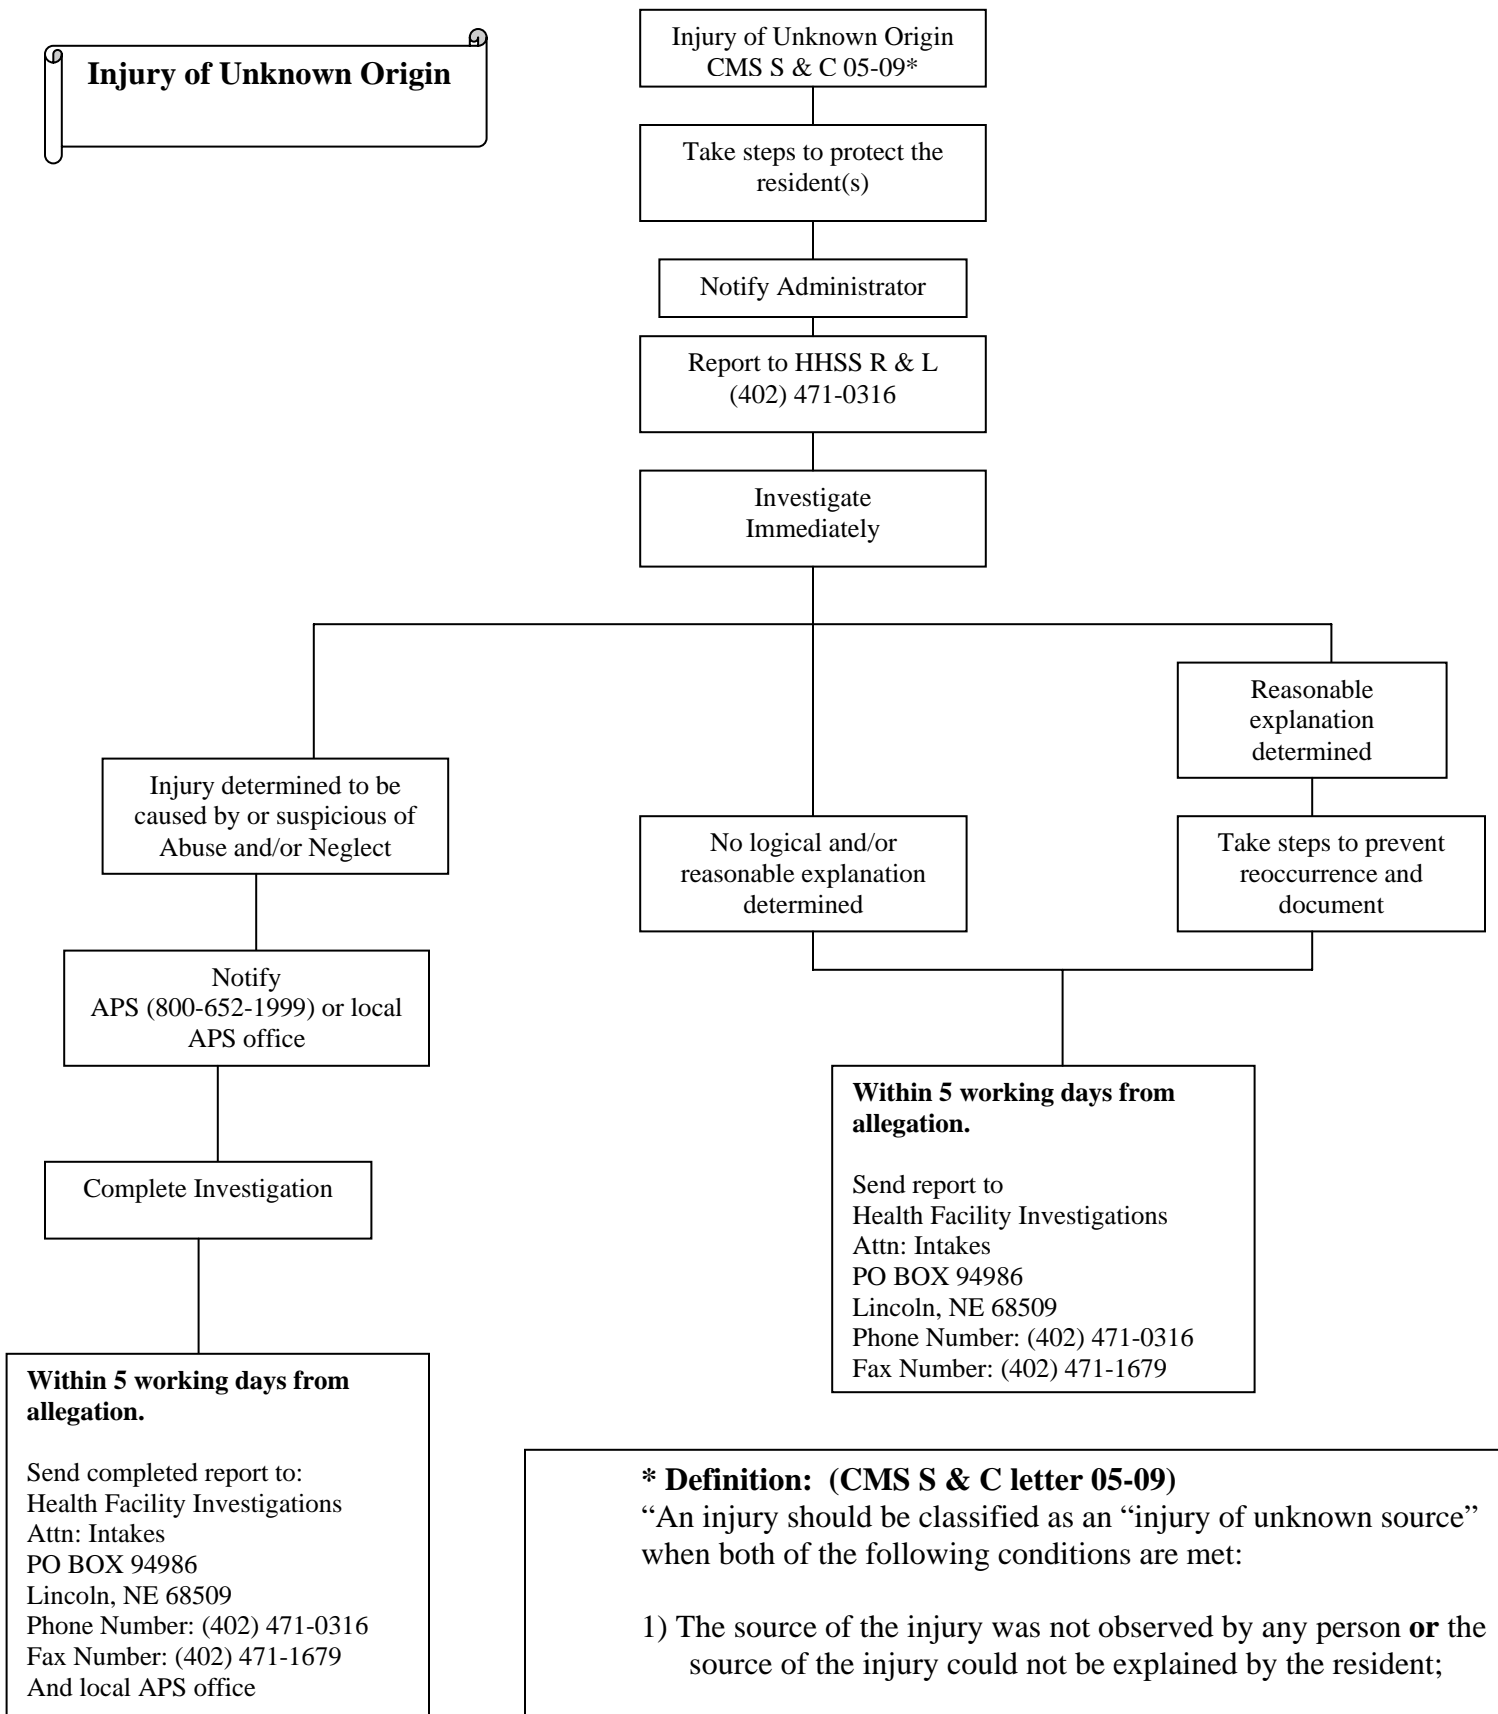 Injury of Unknown Origin
Injury of Unknown Origin
CMS S & C 05-09*
Take steps to protect the
resident(s)
Notify Administrator
Report to HHSS R & L
(402) 471-0316
Investigate
Immediately
Reasonable
explanation
determined
Injury determined to be
caused by or suspicious of
Abuse and/or Neglect
No logical and/or
reasonable explanation
determined
Take steps to prevent
reoccurrence and
document
Notify
APS (800-652-1999) or local
APS office
Complete Investigation
Within 5 working days from
allegation.
Send report to
Health Facility Investigations
Attn: Intakes
PO BOX 94986
Lincoln, NE 68509
Phone Number: (402) 471-0316
Fax Number: (402) 471-1679
Within 5 working days from
allegation.
Send completed report to:
Health Facility Investigations
Attn: Intakes
PO BOX 94986
Lincoln, NE 68509
Phone Number: (402) 471-0316
Fax Number: (402) 471-1679
And local APS office
* Definition:  (CMS S & C letter 05-09)
“An injury should be classified as an “injury of unknown source”
when both of the following conditions are met:
1) The source of the injury was not observed by any person or the
source of the injury could not be explained by the resident;